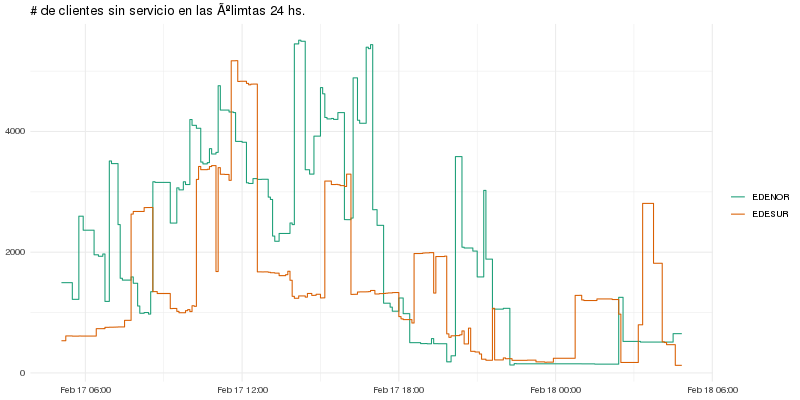 # de clientes sin servicio en las Ãºlimtas 24 hs.
4000
2000
0
Feb 17 06:00
Feb 17 12:00
Feb 17 18:00
Feb 18 00:00
Feb 18 06:00
EDENOR
EDESUR